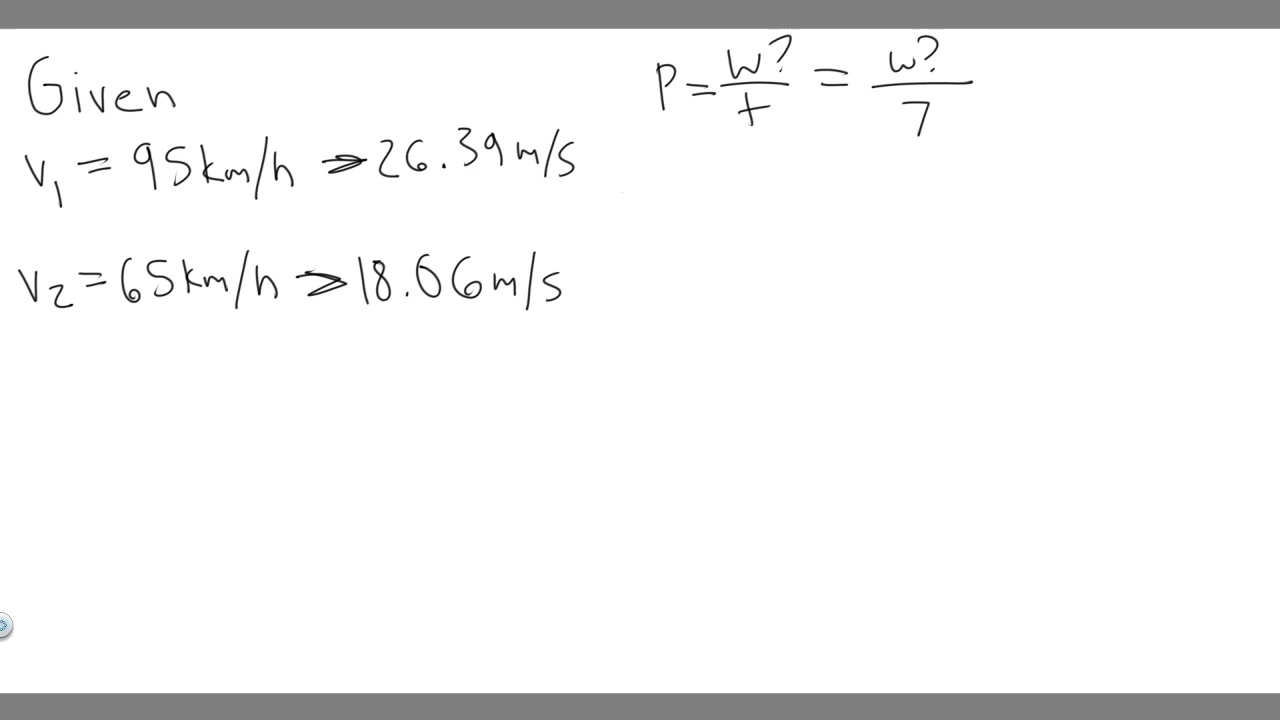 Given
v₁ = 95km/h → 26.39m/s
v₂ = 65km/h → 18.06m/s
P = w?/t = w?/7